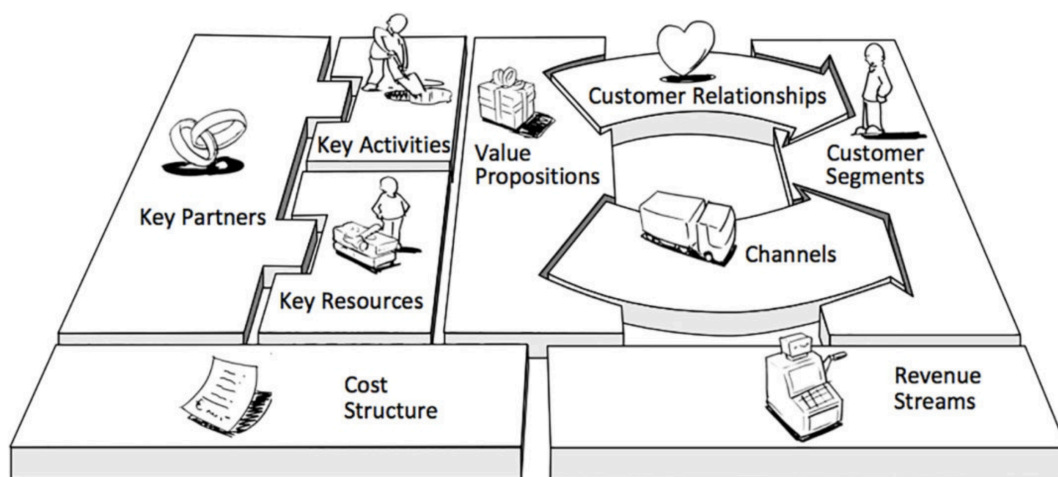 Key Partners
Key Activities
Key Resources
Value
Propositions
Customer Relationships
Channels
Customer
Segments
Cost
Structure
Revenue
Streams